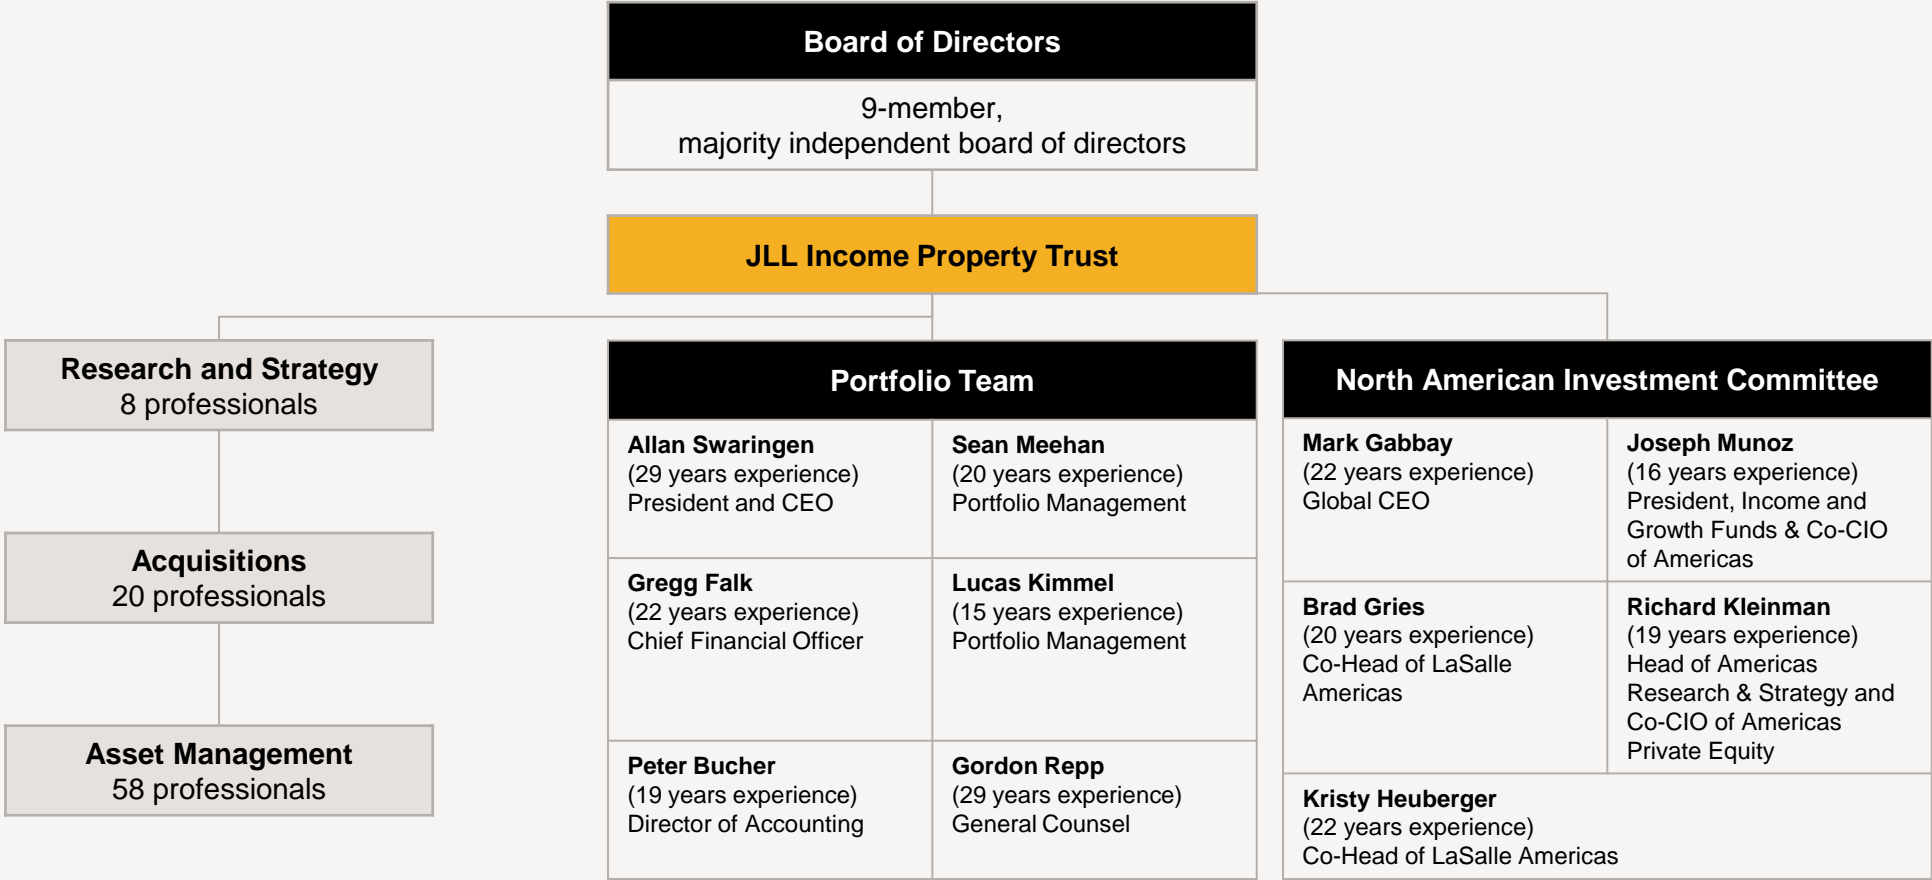 Board of Directors
9-member,
majority independent board of directors
JLL Income Property Trust
Research and Strategy
8 professionals
Acquisitions
20 professionals
Asset Management
58 professionals
Portfolio Team
Allan Swaringen
(29 years experience)
President and CEO
Sean Meehan
(20 years experience)
Portfolio Management
Gregg Falk
(22 years experience)
Chief Financial Officer
Lucas Kimmel
(15 years experience)
Portfolio Management
Peter Bucher
(19 years experience)
Director of Accounting
Gordon Repp
(29 years experience)
General Counsel
North American Investment Committee
Mark Gabbay
(22 years experience)
Global CEO
Joseph Munoz
(16 years experience)
President, Income and
Growth Funds & Co-CIO
of Americas
Brad Gries
(20 years experience)
Co-Head of LaSalle
Americas
Richard Kleinman
(19 years experience)
Head of Americas
Research & Strategy and
Co-CIO of Americas
Private Equity
Kristy Heuberger
(22 years experience)
Co-Head of LaSalle Americas